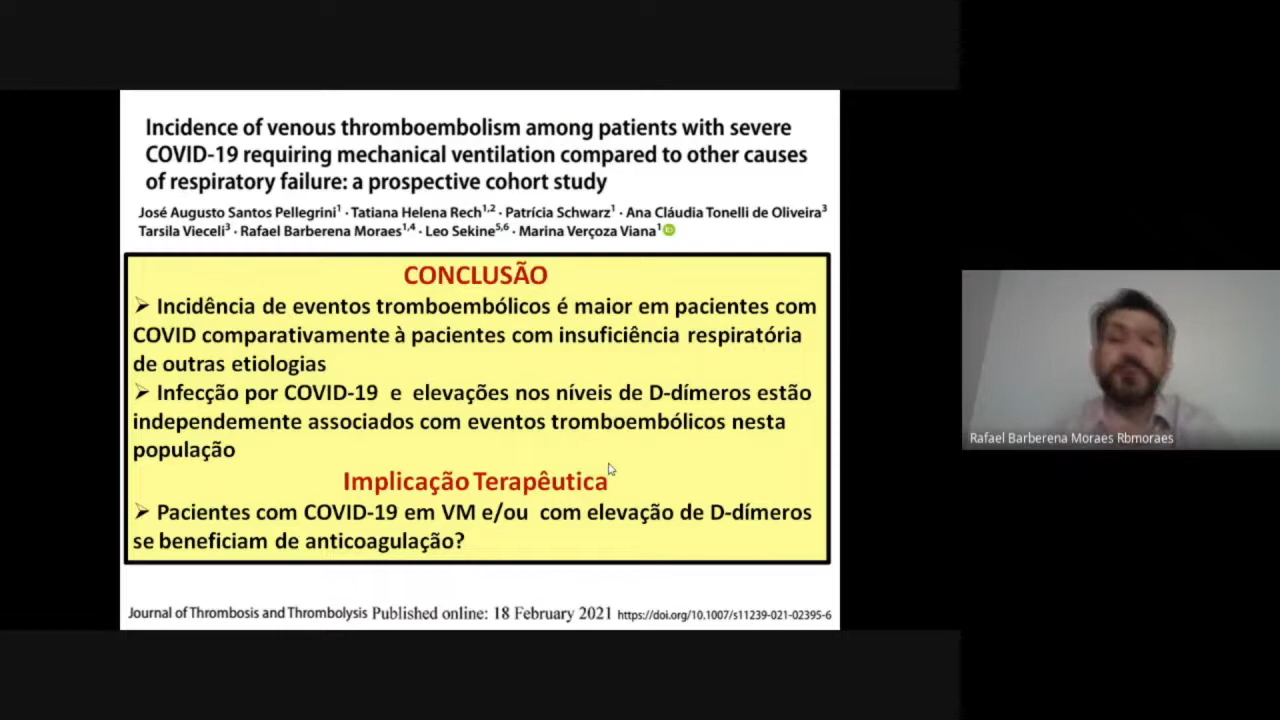 Incidence of venous thromboembolism among patients with severe
COVID-19 requiring mechanical ventilation compared to other causes
of respiratory failure: a prospective cohort study
José Augusto Santos Pellegrini1 · Tatiana Helena Rech1,2 · Patrícia Schwarz1 · Ana Cláudia Tonelli de Oliveira3
Tarsila Vieceli3 · Rafael Barberena Moraes1,4 · Leo Sekine5,6 · Marina Verçoza Viana1
CONCLUSÃO
➢ Incidência de eventos tromboembólicos é maior em pacientes com
COVID comparativamente à pacientes com insuficiência respiratória
de outras etiologias
➢ Infecção por COVID-19 e elevações nos níveis de D-dímeros estão
independemente associados com eventos tromboembólicos nesta
população
Implicação Terapêutica
➢ Pacientes com COVID-19 em VM e/ou com elevação de D-dímeros
se beneficiam de anticoagulação?
Journal of Thrombosis and Thrombolysis Published online: 18 February 2021 https://doi.org/10.1007/s11239-021-02395-6
Rafael Barberena Moraes Rbmoraes